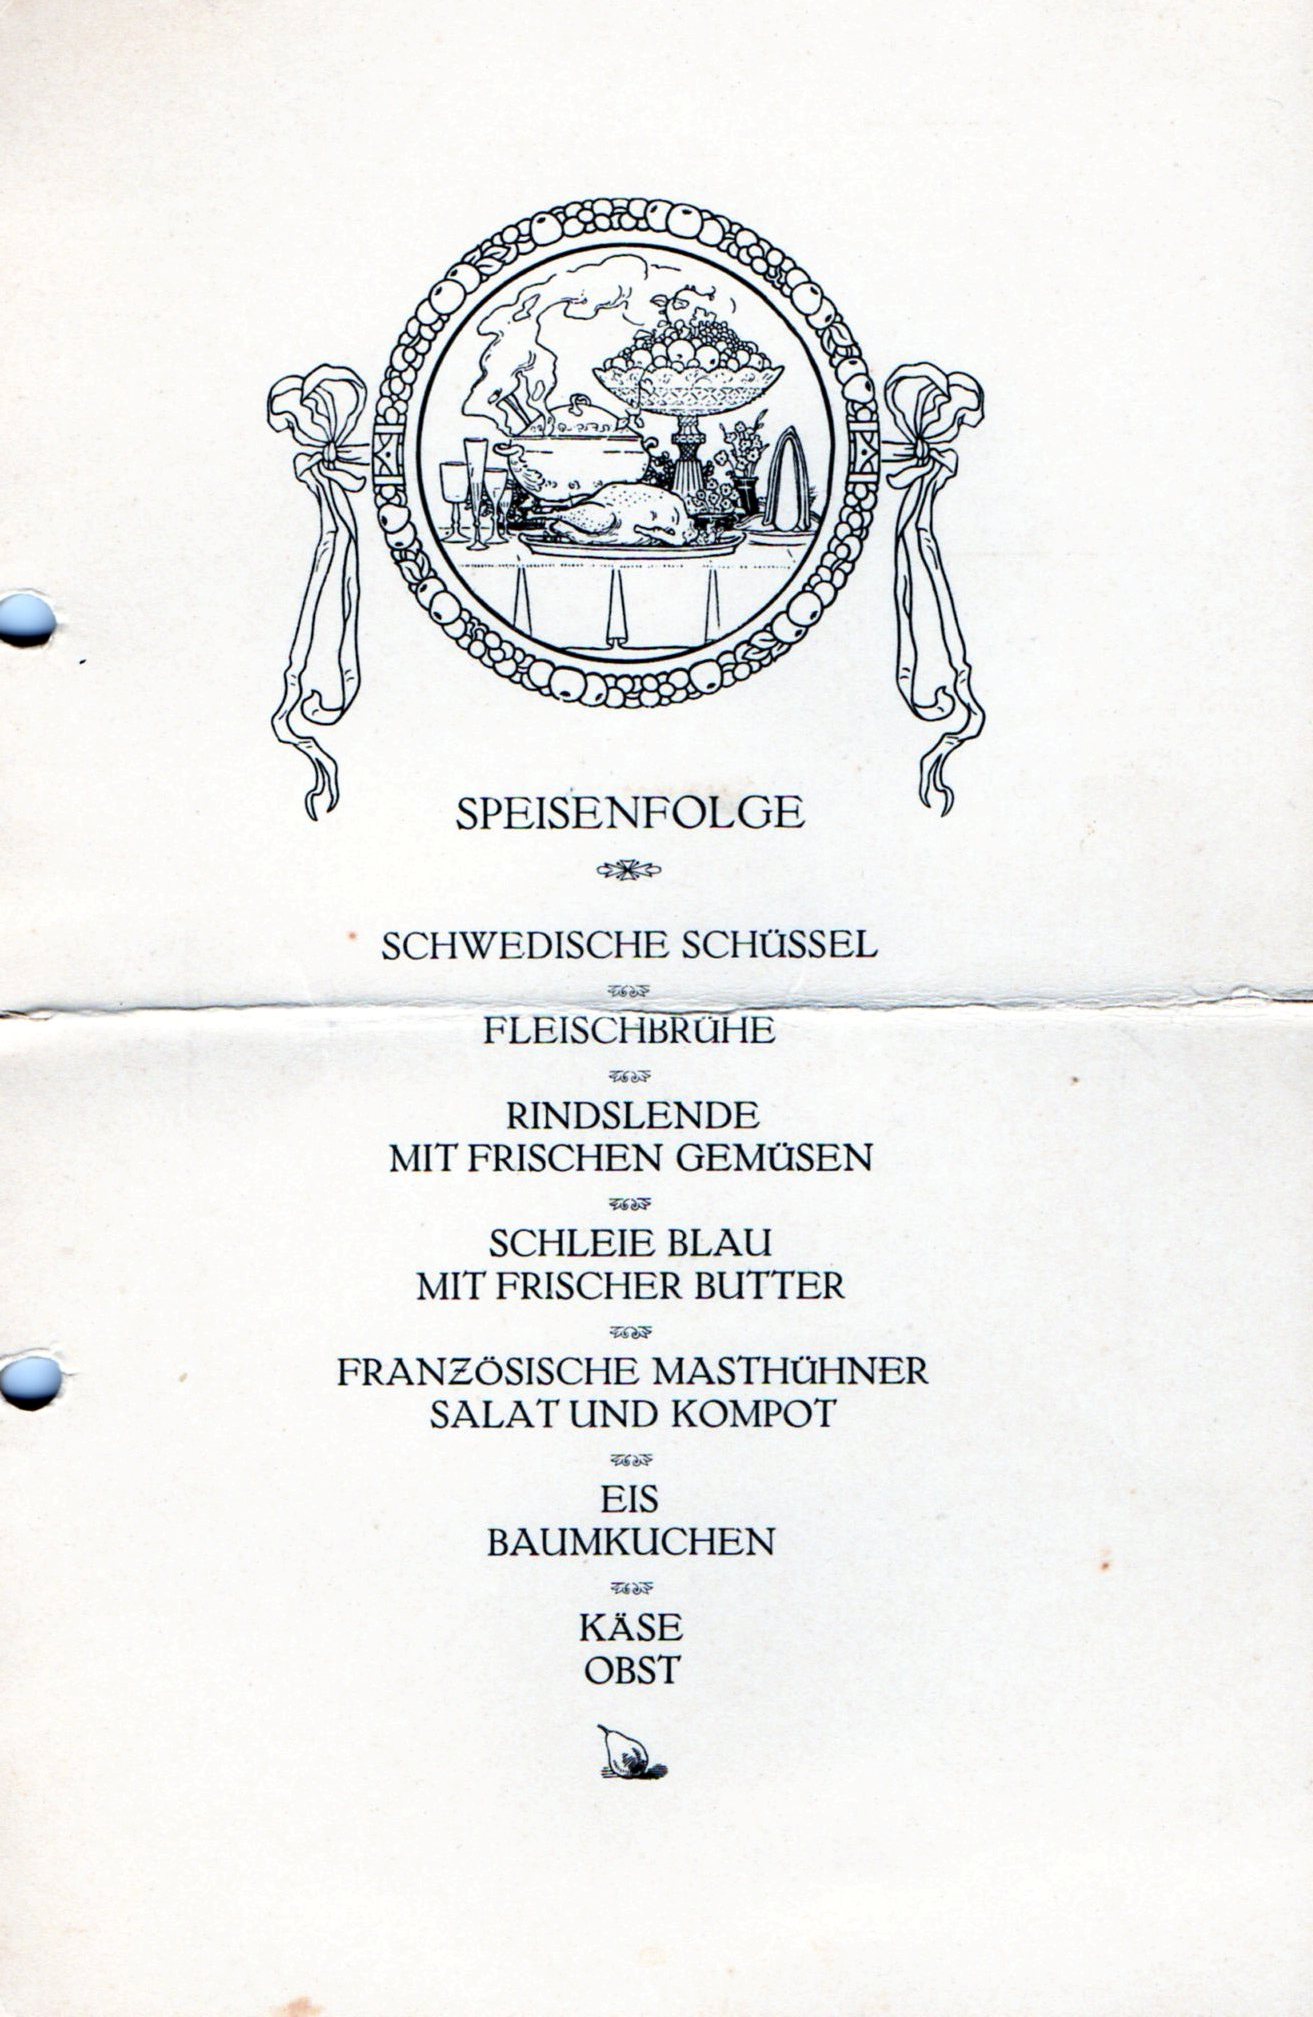 SPEISENFOLGE
SCHWEDISCHE SCHÜSSEL
FLEISCHBRÜHE
RINDSLENDE
MIT FRISCHEN GEMÜSEN
SCHLEIE BLAU
MIT FRISCHER BUTTER
FRANZÖSISCHE MASTHÜHNER
SALAT UND KOMPOT
EIS
BAUMKUCHEN
KÄSE
OBST